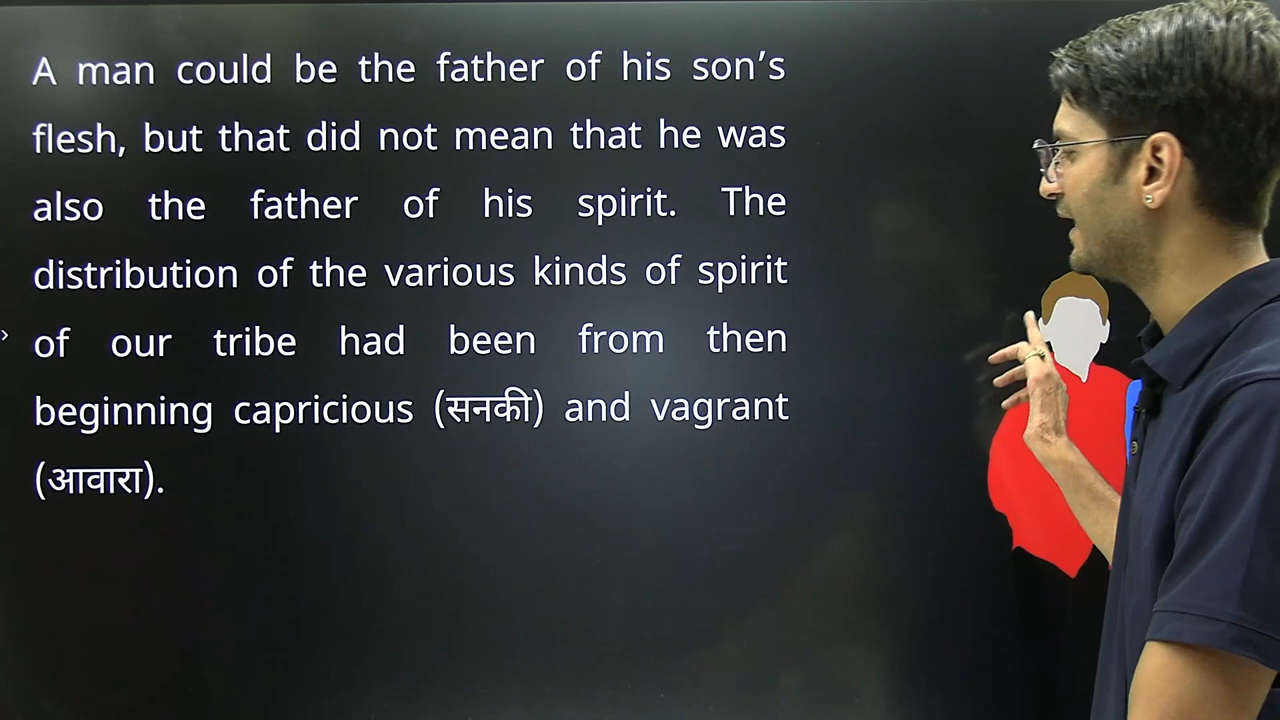 A man could be the father of his son’s
flesh, but that did not mean that he was
also the father of his spirit. The
distribution of the various kinds of spirit
of our tribe had been from then
beginning capricious (सनकी) and vagrant
(आवारा).